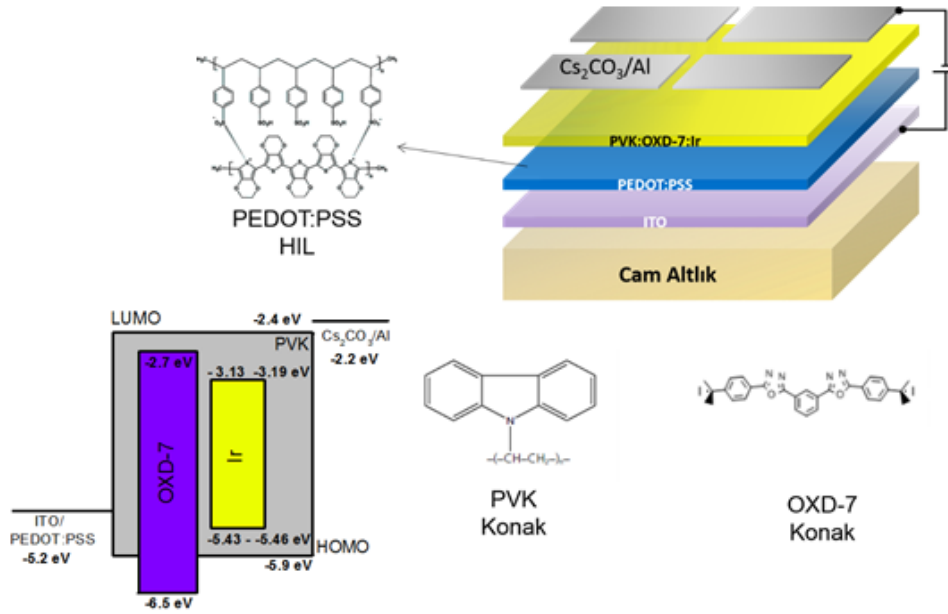 PEDOT:PSS
HIL
Cs₂CO₃/Al
PVK:OXD-7:Ir
PEDOT:PSS
ITO
Cam Altlık
LUMO
-2.4 eV
PVK
Cs₂CO₃/Al
-2.2 eV
-2.7 eV
- 3.13 -3.19 eV
OXD-7
Ir
ITO/
PEDOT:PSS
-5.2 eV
-5.43 - -5.46 eV
HOMO
-5.9 eV
-6.5 eV
N
-(-CH-CH₂-)ₙ-
PVK
Konak
N N
O
N N
O
OXD-7
Konak